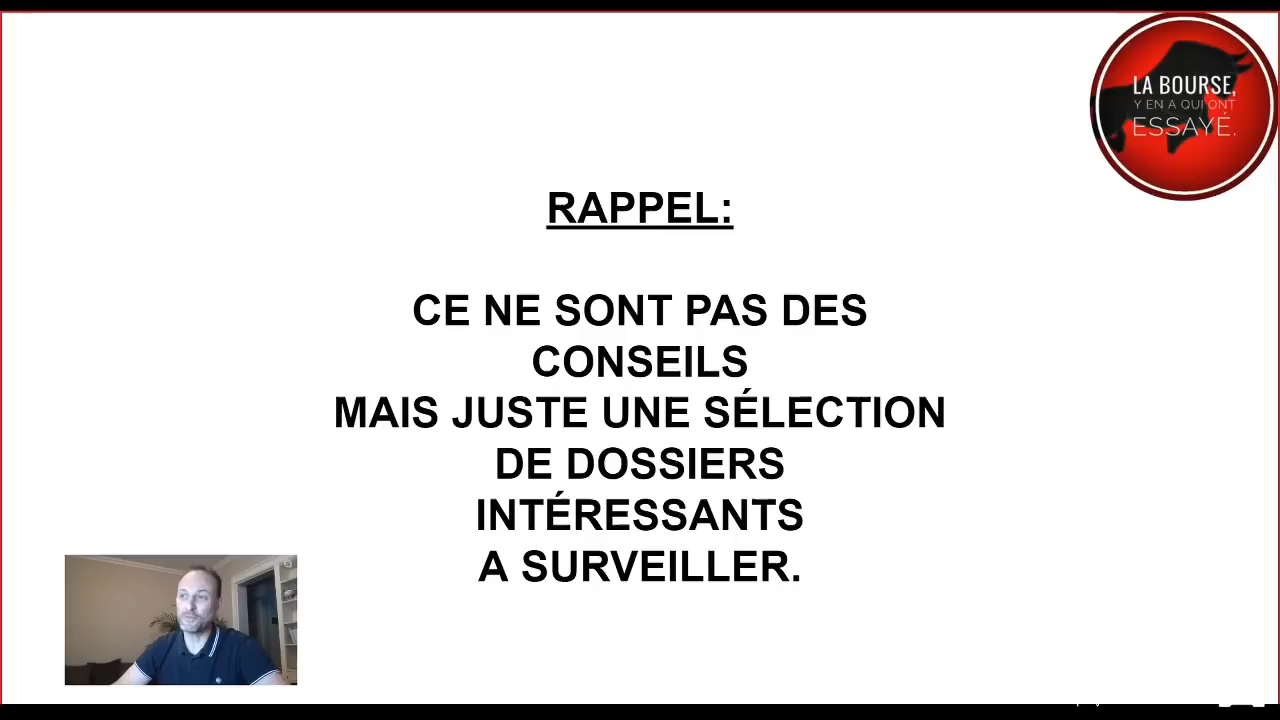 LA BOURSE,
Y EN A QUI ONT
ESSAYÉ.
RAPPEL:
CE NE SONT PAS DES
CONSEILS
MAIS JUSTE UNE SÉLECTION
DE DOSSIERS
INTÉRESSANTS
A SURVEILLER.